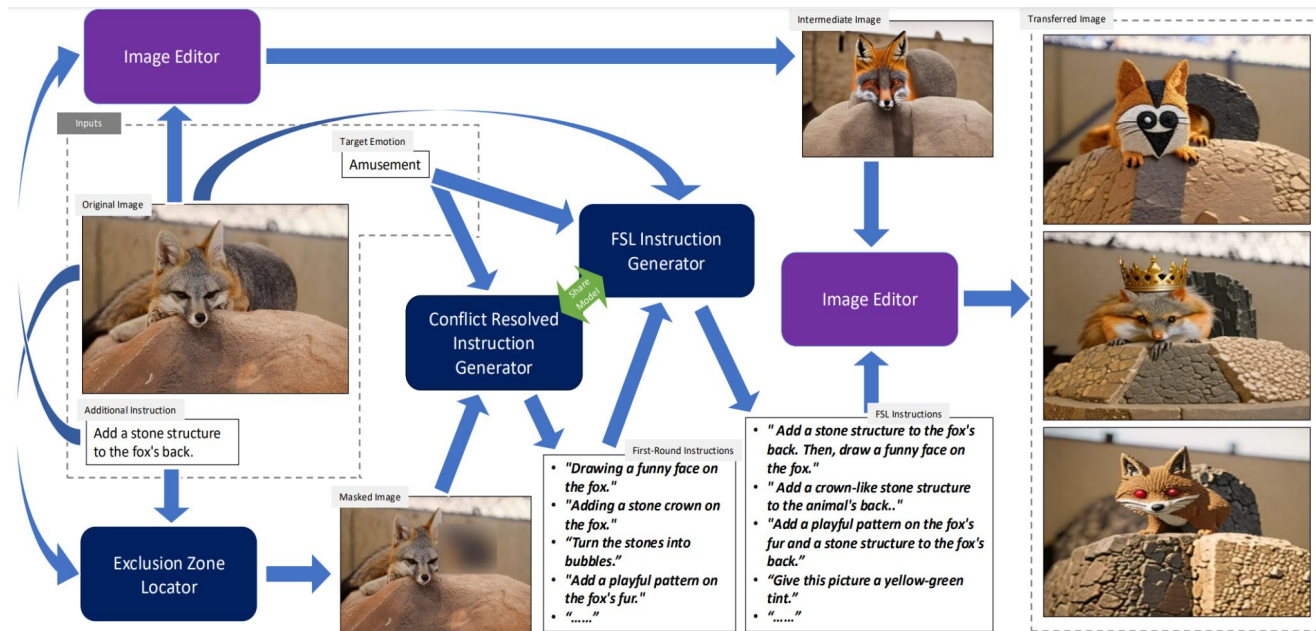 Image Editor
Intermediate Image
Transferred Image
Inputs
Target Emotion
Amusement
Original Image
FSL Instruction
Generator
Share
Model
Image Editor
Conflict Resolved
Instruction
Generator
Additional Instruction
Add a stone structure
to the fox's back.
First-Round Instructions
• "Drawing a funny face on
the fox."
• "Adding a stone crown on
the fox."
• “Turn the stones into
bubbles.”
• "Add a playful pattern on
the fox's fur."
• “......”
FSL Instructions
• " Add a stone structure to the fox's
back. Then, draw a funny face on
the fox."
• " Add a crown-like stone structure
to the animal's back.."
• "Add a playful pattern on the fox's
fur and a stone structure to the fox's
back.”
• “Give this picture a yellow-green
tint.”
• “......”
Masked Image
Exclusion Zone
Locator